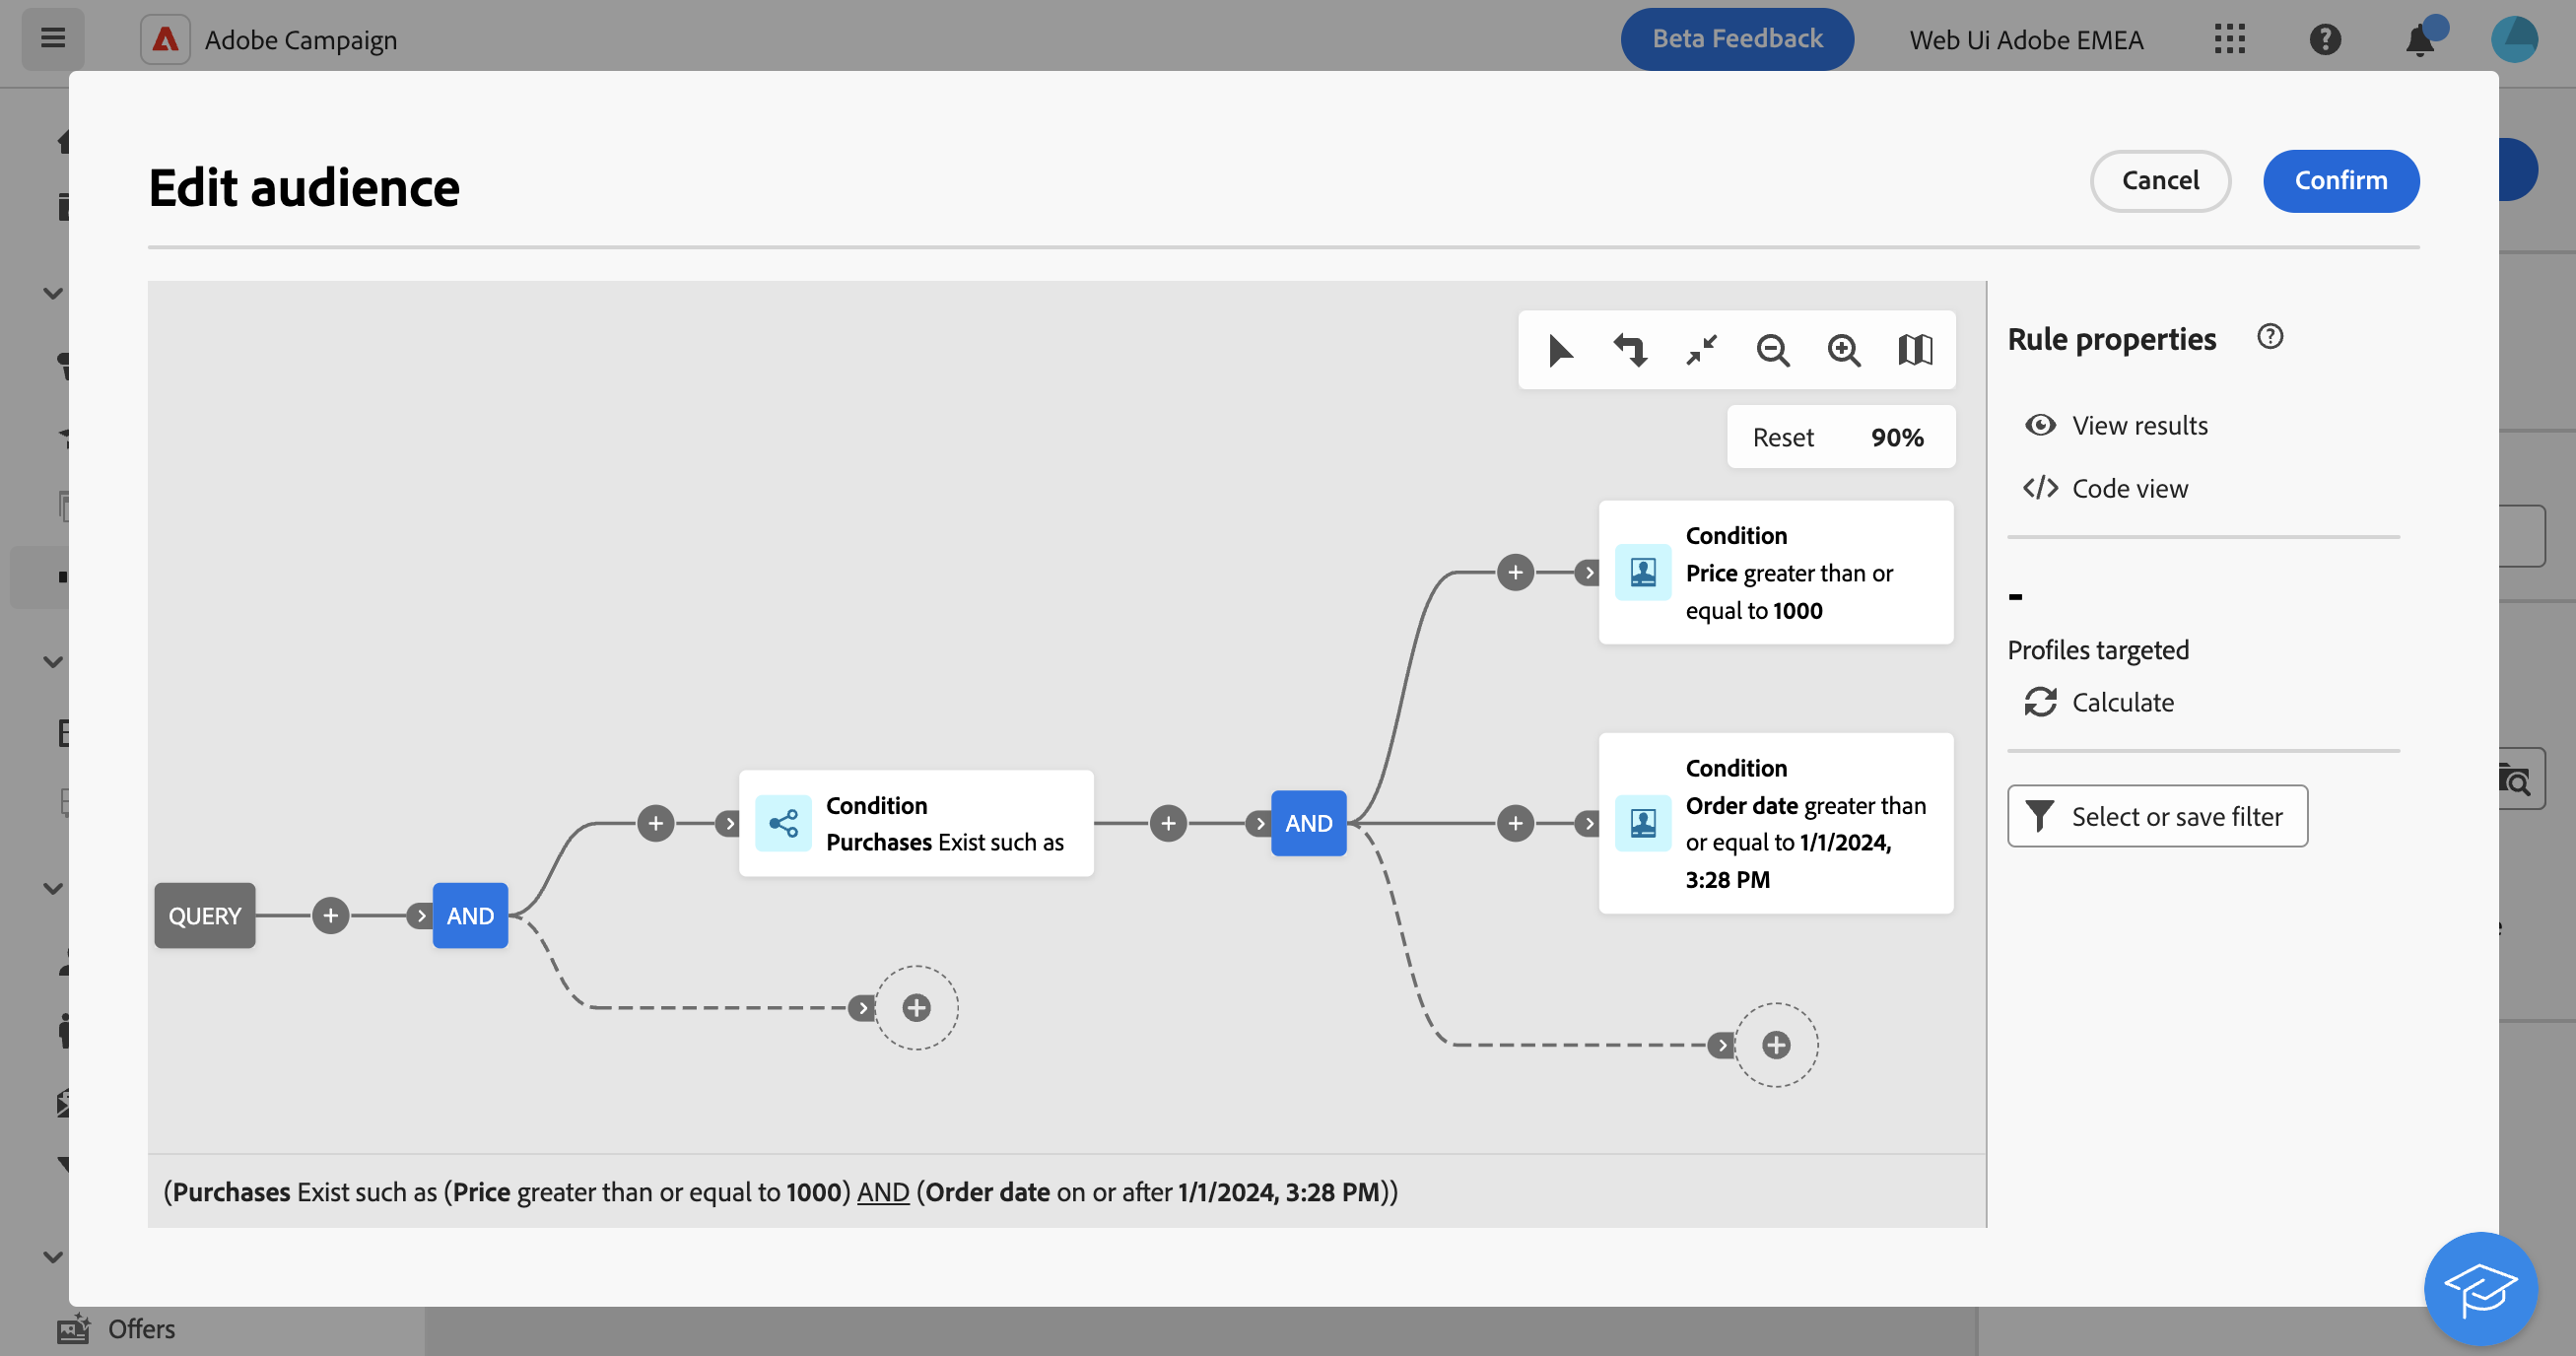 Adobe Campaign
Beta Feedback
Web Ui Adobe EMEA
Edit audience
Cancel
Confirm
Reset 90%
Rule properties
View results
Code view
-
Profiles targeted
Calculate
Select or save filter
Condition
Price greater than or
equal to 1000
Condition
Order date greater than
or equal to 1/1/2024,
3:28 PM
Condition
Purchases Exist such as
AND
QUERY
AND
(Purchases Exist such as (Price greater than or equal to 1000) AND (Order date on or after 1/1/2024, 3:28 PM))
Offers